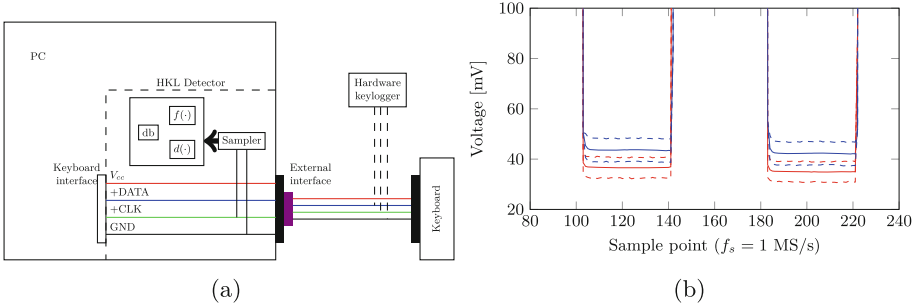 PC
HKL Detector
f(·)
db
d(·)
Sampler
Hardware
keylogger
Keyboard
interface
External
interface
V_cc
+DATA
+CLK
GND
Keyboard
(a)
Voltage [mV]
100
80
60
40
20
80 100 120 140 160 180 200 220 240
Sample point (f_s = 1 MS/s)
(b)